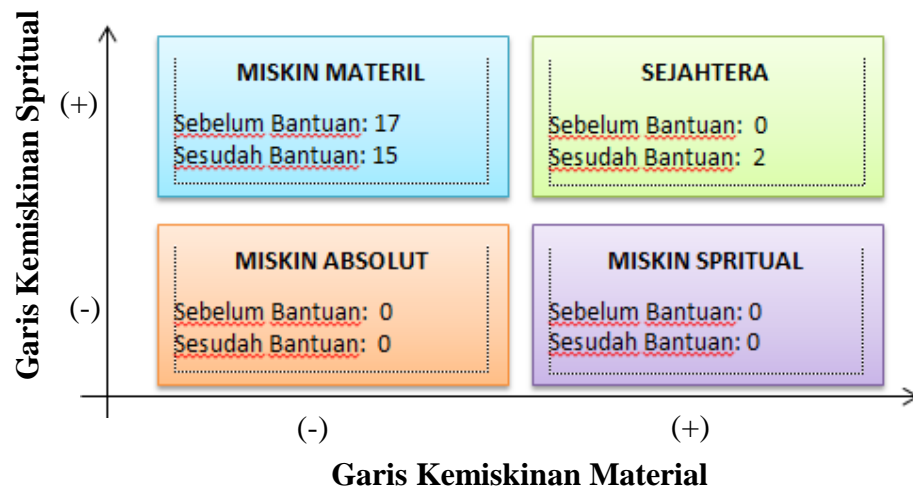 Garis Kemiskinan Spritual
(+)
(-)
MISKIN MATERIL
Sebelum Bantuan: 17
Sesudah Bantuan: 15
SEJAHTERA
Sebelum Bantuan: 0
Sesudah Bantuan: 2
MISKIN ABSOLUT
Sebelum Bantuan: 0
Sesudah Bantuan: 0
MISKIN SPRITUAL
Sebelum Bantuan: 0
Sesudah Bantuan: 0
(-)
(+)
Garis Kemiskinan Material